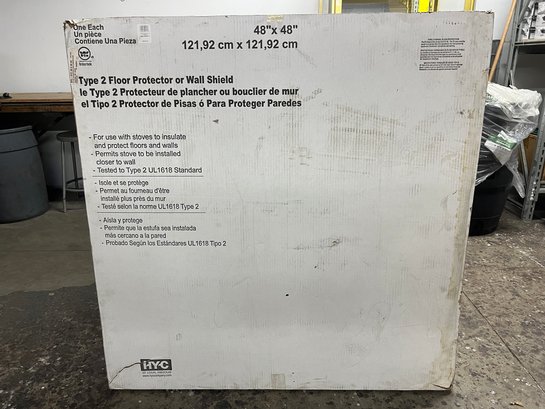 One Each
Un pièce
Contiene Una Pieza
48"x 48"
121,92 cm x 121,92 cm
Intertek
Type 2 Floor Protector or Wall Shield
le Type 2 Protecteur de plancher ou bouclier de mur
el Tipo 2 Protector de Pisas ó Para Proteger Paredes
- For use with stoves to insulate
and protect floors and walls
- Permits stove to be installed
closer to wall
- Tested to Type 2 UL1618 Standard
- Isole et se protège
- Permet au fourneau d'être
installé plus près du mur
- Testé selon la norme UL1618 Type 2
- Aisla y protege
- Permite que la estufa sea instalada
más cercano a la pared
- Probado Según los Estándares UL1618 Tipo 2
HY-C